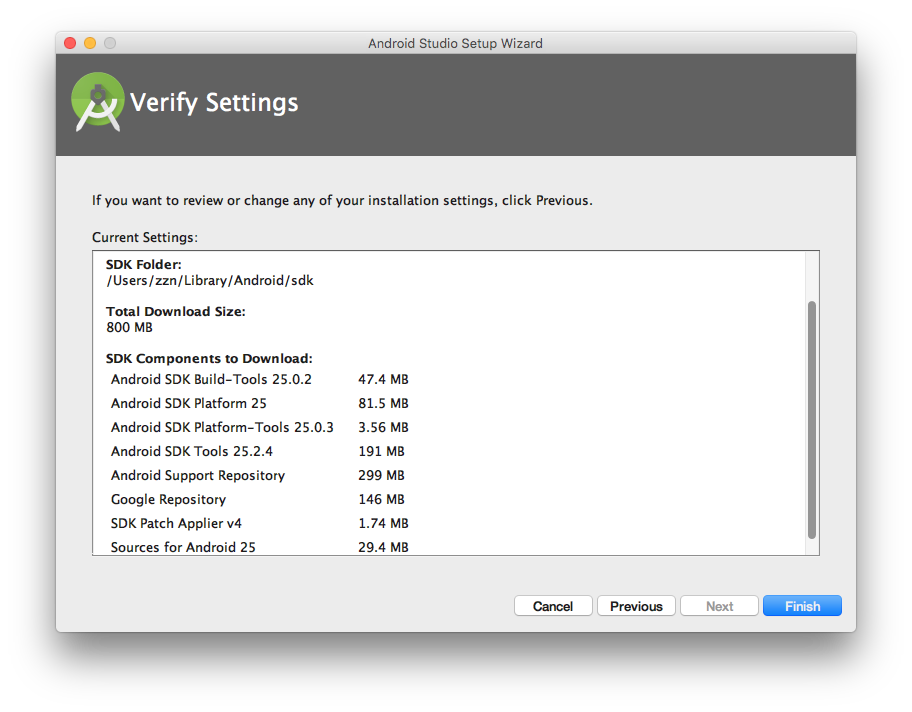 Android Studio Setup Wizard
Verify Settings
If you want to review or change any of your installation settings, click Previous.
Current Settings:
SDK Folder:
/Users/zzn/Library/Android/sdk
Total Download Size:
800 MB
SDK Components to Download:
Android SDK Build-Tools 25.0.2 47.4 MB
Android SDK Platform 25 81.5 MB
Android SDK Platform-Tools 25.0.3 3.56 MB
Android SDK Tools 25.2.4 191 MB
Android Support Repository 299 MB
Google Repository 146 MB
SDK Patch Applier v4 1.74 MB
Sources for Android 25 29.4 MB
Cancel Previous Next Finish